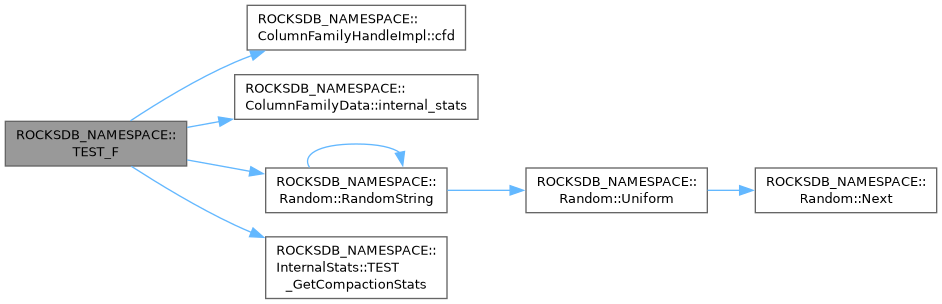 ROCKSDB_NAMESPACE::
ColumnFamilyHandleImpl::cfd
ROCKSDB_NAMESPACE::
ColumnFamilyData::internal_stats
ROCKSDB_NAMESPACE::
TEST_F
ROCKSDB_NAMESPACE::
Random::RandomString
ROCKSDB_NAMESPACE::
Random::Uniform
ROCKSDB_NAMESPACE::
Random::Next
ROCKSDB_NAMESPACE::
InternalStats::TEST
_GetCompactionStats